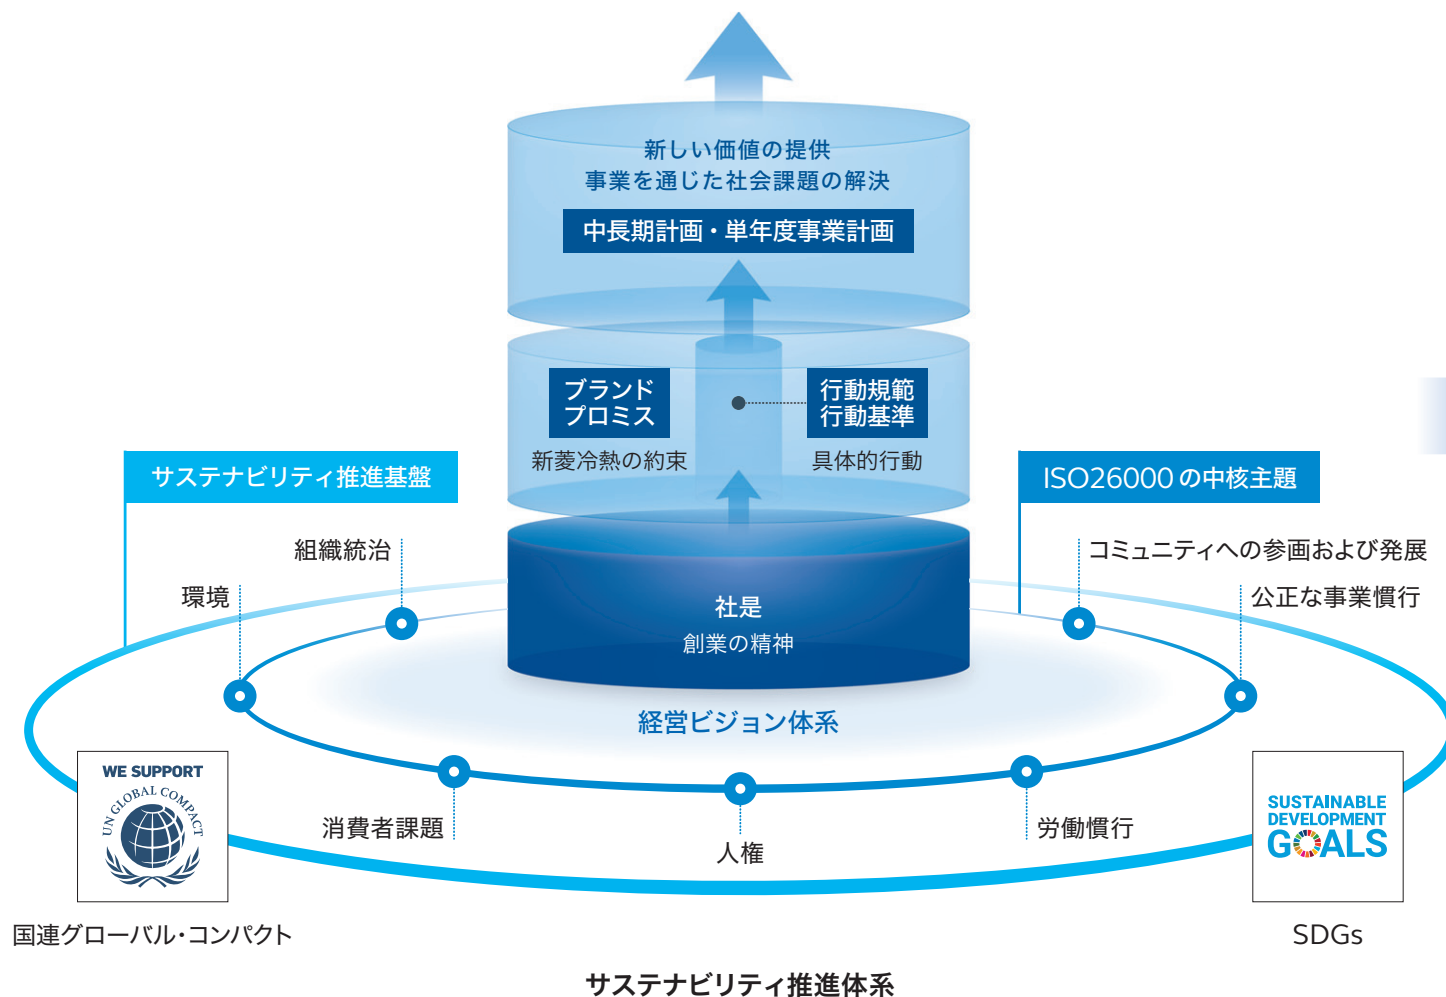 新しい価値の提供
事業を通じた社会課題の解決
中長期計画・単年度事業計画
ブランド
プロミス
新菱冷熱の約束
行動規範
行動基準
具体的行動
サステナビリティ推進基盤
ISO26000の中核主題
組織統治
コミュニティへの参画および発展
環境
公正な事業慣行
社是
創業の精神
経営ビジョン体系
消費者課題
人権
労働慣行
WE SUPPORT
UN GLOBAL COMPACT
国連グローバル・コンパクト
SUSTAINABLE
DEVELOPMENT
GOALS
SDGs
サステナビリティ推進体系